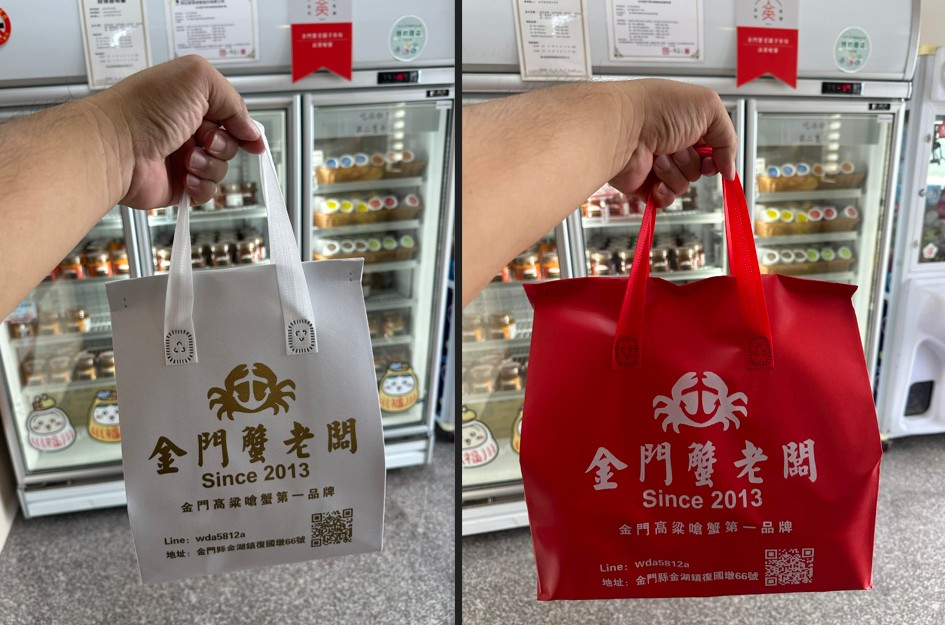 金門蟹老闆
Since 2013
金門高粱嗆蟹第一品牌
Line: wda5812a
地址: 金門縣金湖鎮復國墩66號
金門蟹老闆
Since 2013
金門高粱嗆蟹第一品牌
Line: wda5812a
地址: 金門縣金湖鎮復國墩66號